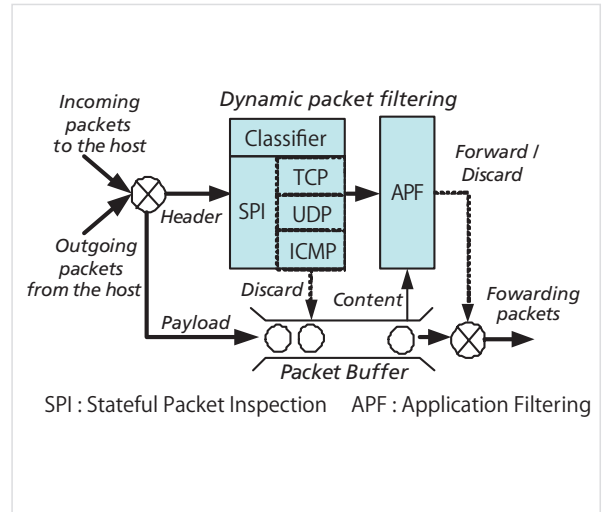 Incoming
packets
to the host
Dynamic packet filtering
Classifier
SPI
TCP
UDP
ICMP
APF
Forward /
Discard
Header
Outgoing
packets
from the host
Discard
Content
Payload
Fowarding
packets
Packet Buffer
SPI : Stateful Packet Inspection APF : Application Filtering